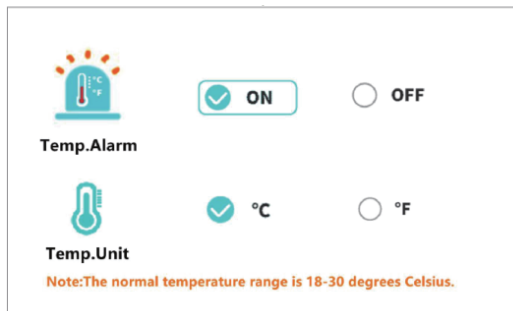 °C
°F
ON
OFF
Temp.Alarm
°C
°F
Temp.Unit
Note:The normal temperature range is 18-30 degrees Celsius.